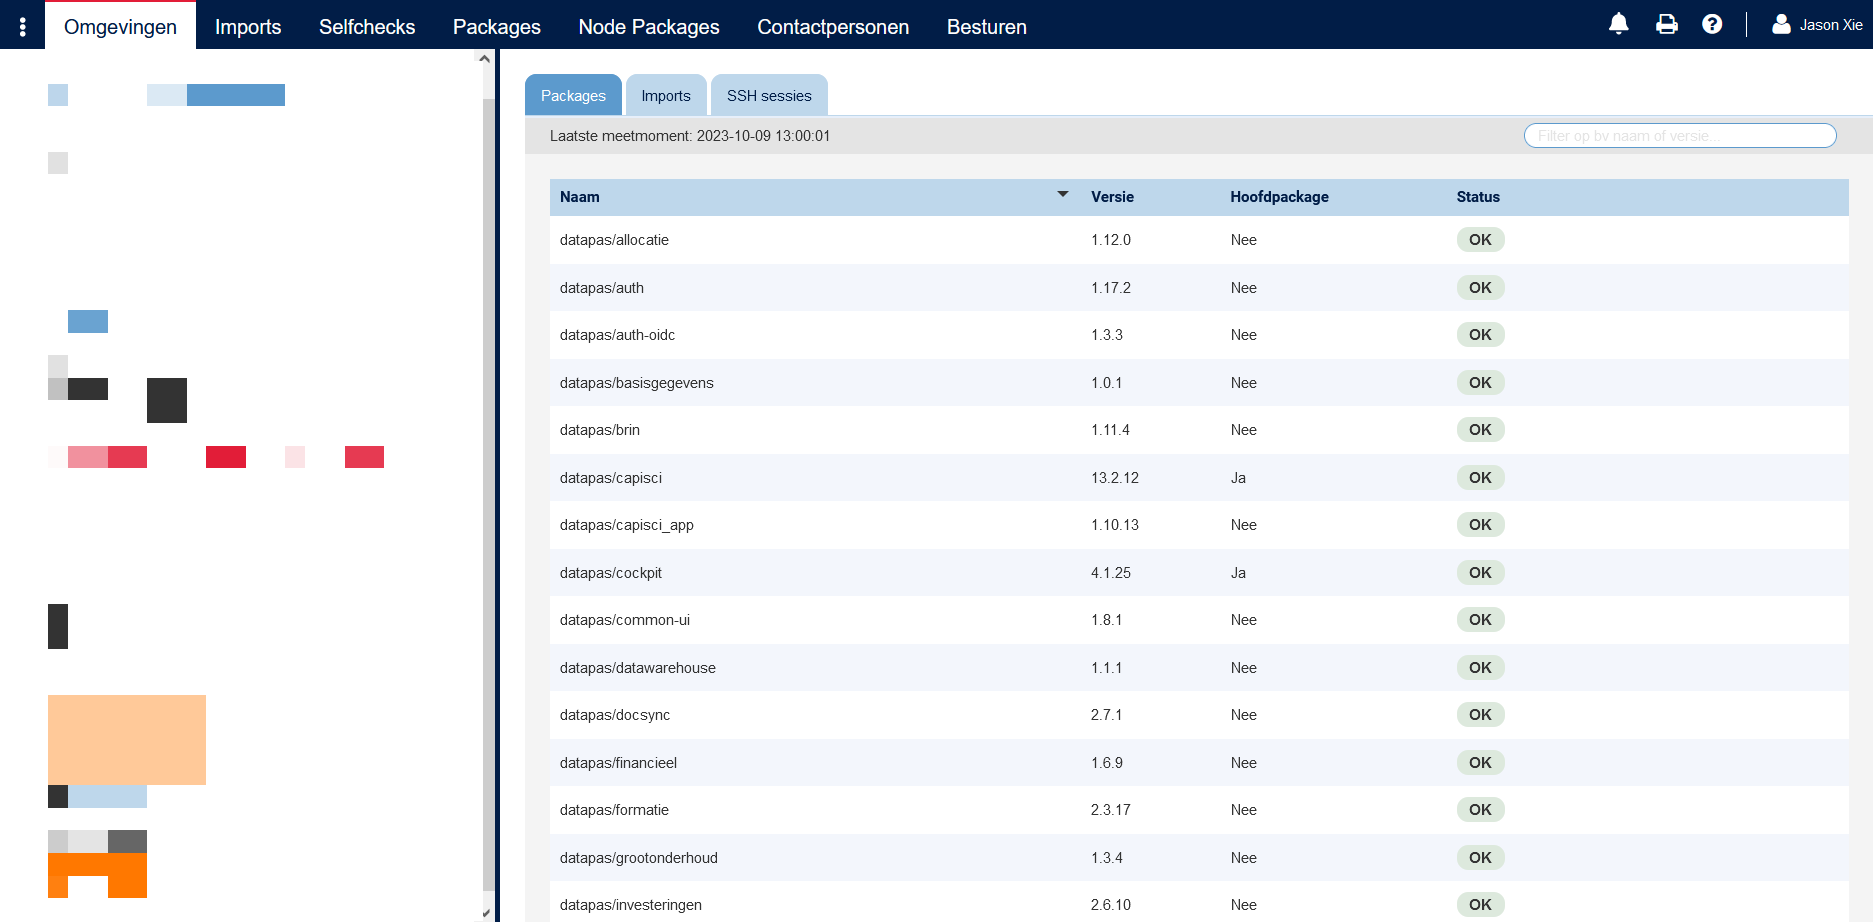 Omgevingen Imports Selfchecks Packages Node Packages Contactpersonen Besturen Jason Xie
Packages Imports SSH sessies
Laatste meetmoment: 2023-10-09 13:00:01 Filter op bv naam of versie...
Naam Versie Hoofdpackage Status
datapas/allocatie 1.12.0 Nee OK
datapas/auth 1.17.2 Nee OK
datapas/auth-oidc 1.3.3 Nee OK
datapas/basisgegevens 1.0.1 Nee OK
datapas/brin 1.11.4 Nee OK
datapas/capisci 13.2.12 Ja OK
datapas/capisci_app 1.10.13 Nee OK
datapas/cockpit 4.1.25 Ja OK
datapas/common-ui 1.8.1 Nee OK
datapas/datawarehouse 1.1.1 Nee OK
datapas/docsync 2.7.1 Nee OK
datapas/financieel 1.6.9 Nee OK
datapas/formatie 2.3.17 Nee OK
datapas/grootonderhoud 1.3.4 Nee OK
datapas/investeringen 2.6.10 Nee OK